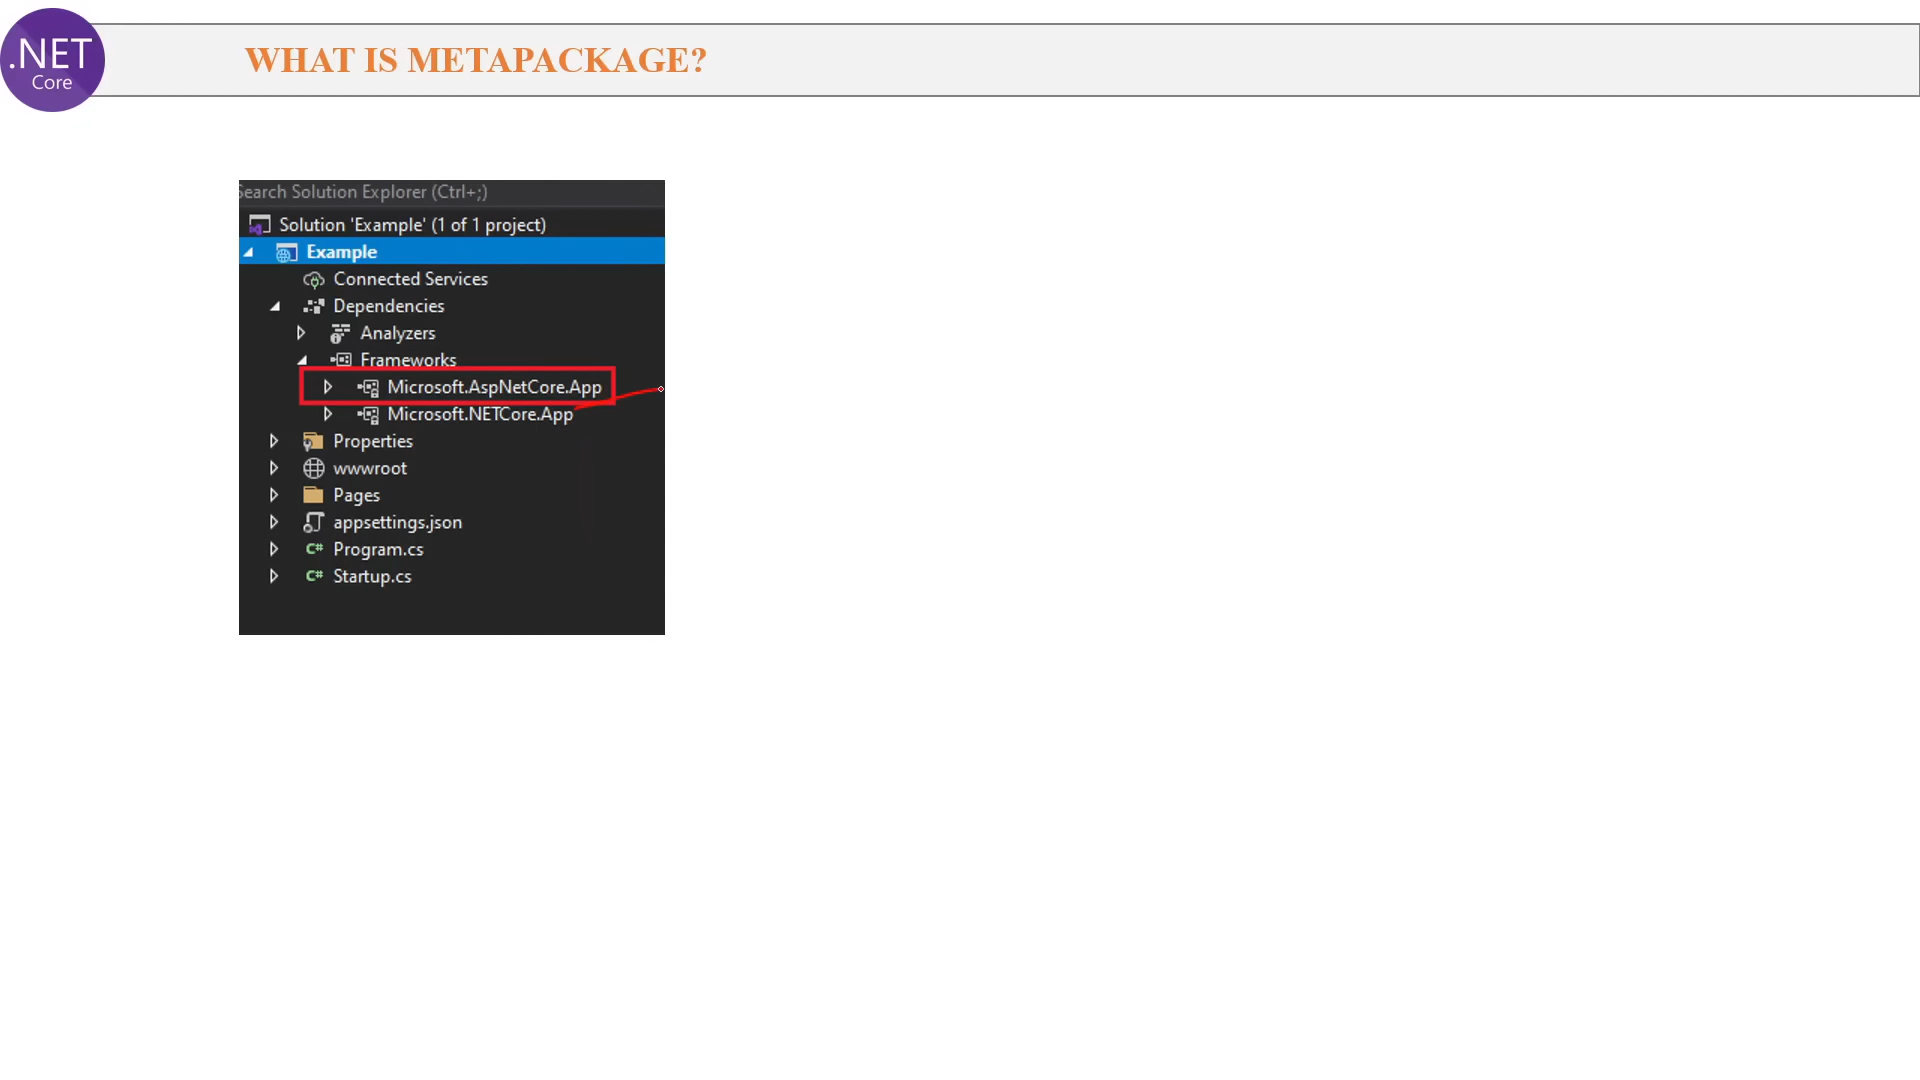 .NET
Core
WHAT IS METAPACKAGE?
Search Solution Explorer (Ctrl+;)
Solution 'Example' (1 of 1 project)
Example
Connected Services
Dependencies
Analyzers
Frameworks
Microsoft.AspNetCore.App
Microsoft.NETCore.App
Properties
wwwroot
Pages
appsettings.json
C# Program.cs
C# Startup.cs